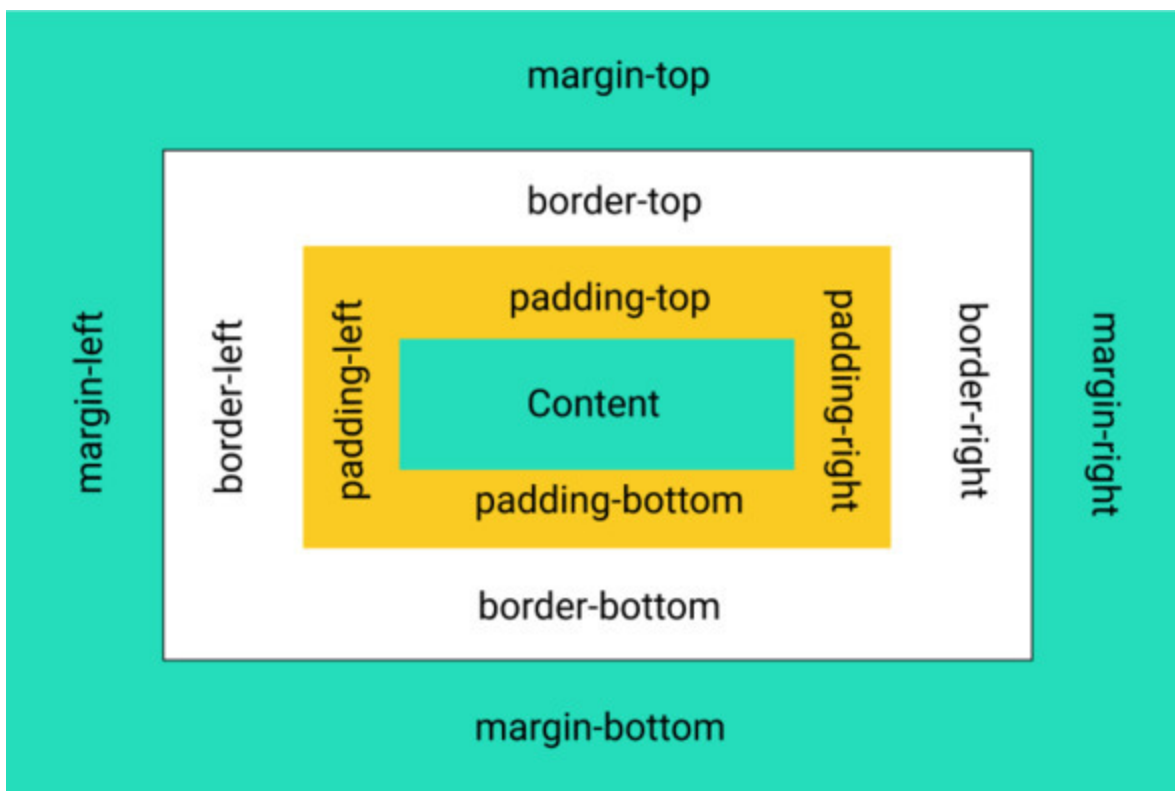 margin-top
border-top
padding-top
margin-left
border-left
padding-left
Content
padding-right
border-right
margin-right
padding-bottom
border-bottom
margin-bottom